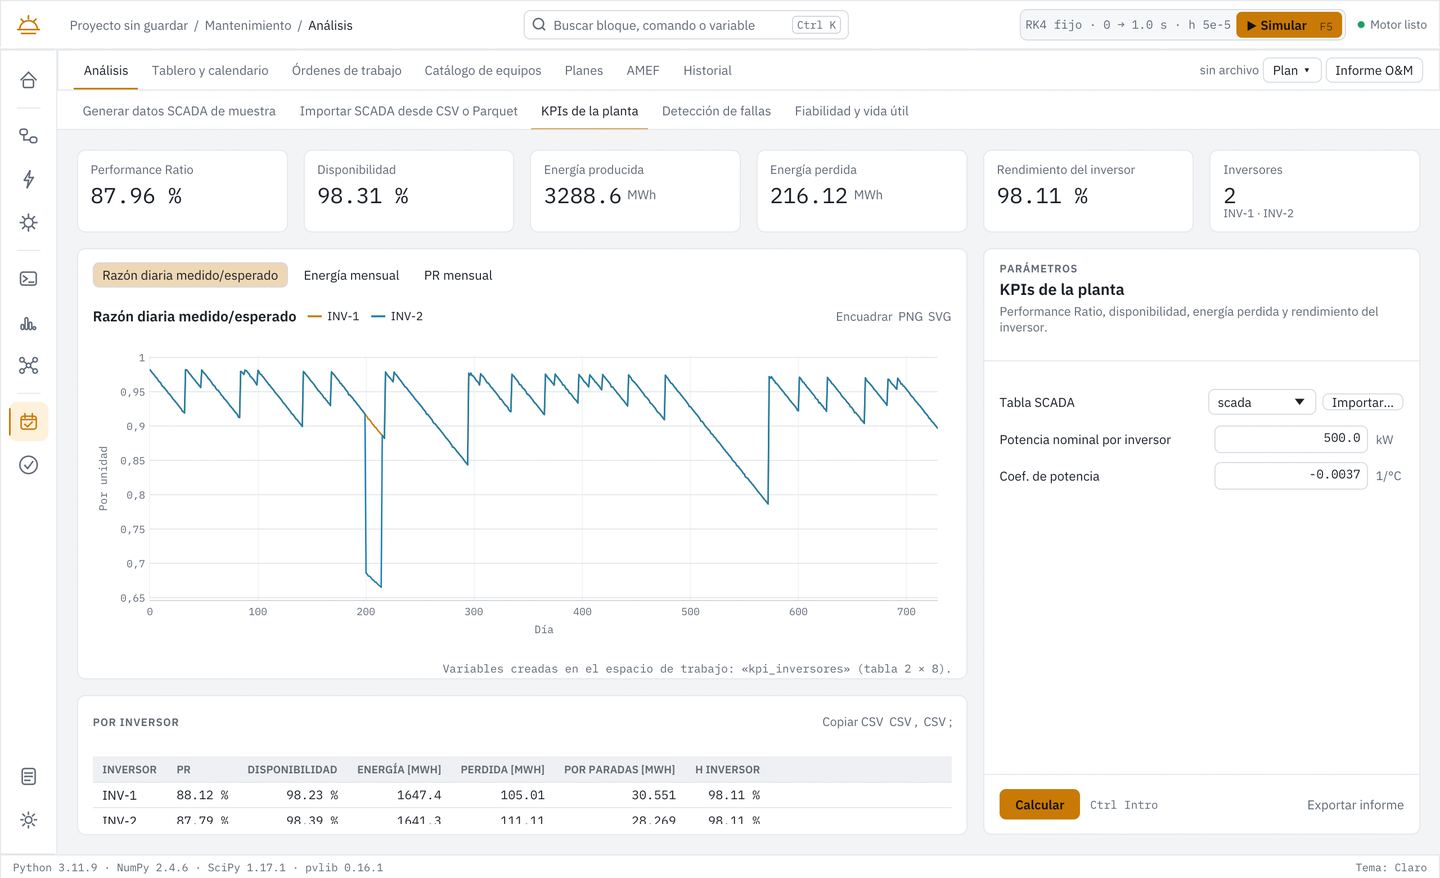 Proyecto sin guardar / Mantenimiento / Análisis
Buscar bloque, comando o variable Ctrl K
RK4 fijo · 0 → 1.0 s · h 5e-5 ▶ Simular F5
Motor listo
Análisis Tablero y calendario Órdenes de trabajo Catálogo de equipos Planes AMEF Historial
sin archivo Plan ▾ Informe O&M
Generar datos SCADA de muestra Importar SCADA desde CSV o Parquet KPIs de la planta Detección de fallas Fiabilidad y vida útil
Performance Ratio
87.96 %
Disponibilidad
98.31 %
Energía producida
3288.6 MWh
Energía perdida
216.12 MWh
Rendimiento del inversor
98.11 %
Inversores
2
INV-1 · INV-2
Razón diaria medido/esperado Energía mensual PR mensual
Razón diaria medido/esperado INV-1 INV-2
Encuadrar PNG SVG
Por unidad
1
0,95
0,9
0,85
0,8
0,75
0,7
0,65
0 100 200 300 400 500 600 700
Día
Variables creadas en el espacio de trabajo: «kpi_inversores» (tabla 2 × 8).
POR INVERSOR
Copiar CSV CSV , CSV ;
INVERSOR PR DISPONIBILIDAD ENERGÍA [MWH] PERDIDA [MWH] POR PARADAS [MWH] H INVERSOR
INV-1 88.12 % 98.23 % 1647.4 105.01 30.551 98.11 %
INV-2 87.79 % 98.39 % 1641.3 111.11 28.269 98.11 %
PARÁMETROS
KPIs de la planta
Performance Ratio, disponibilidad, energía perdida y rendimiento del
inversor.
Tabla SCADA scada ▼ Importar...
Potencia nominal por inversor 500.0 kW
Coef. de potencia -0.0037 1/°C
Calcular Ctrl Intro
Exportar informe
Python 3.11.9 · NumPy 2.4.6 · SciPy 1.17.1 · pvlib 0.16.1
Tema: Claro